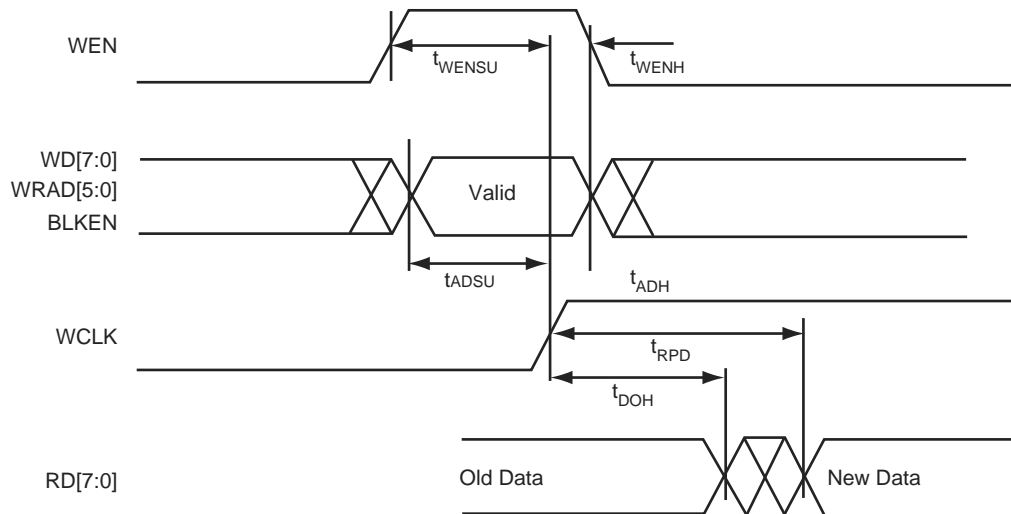 WEN
tWENSU
tWENH
WD[7:0]
WRAD[5:0]
BLKEN
Valid
tADSU
tADH
WCLK
tRPD
tDOH
RD[7:0]
Old Data
New Data